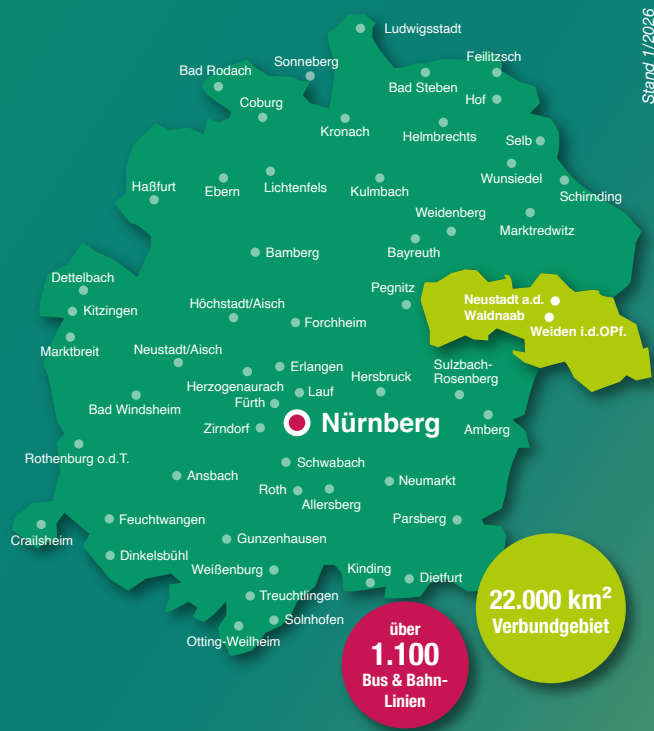 Stand 1/2026
Ludwigsstadt
Sonneberg
Feilitzsch
Bad Rodach
Bad Steben
Hof
Coburg
Kronach
Helmbrechts
Selb
Wunsiedel
Haßfurt
Ebern
Lichtenfels
Kulmbach
Schirnding
Weidenberg
Marktredwitz
Bamberg
Bayreuth
Dettelbach
Pegnitz
Kitzingen
Höchstadt/Aisch
Neustadt a.d.
Waldnaab
Forchheim
Weiden i.d.OPf.
Marktbreit
Neustadt/Aisch
Erlangen
Sulzbach-
Rosenberg
Herzogenaurach
Hersbruck
Lauf
Bad Windsheim
Fürth
Zirndorf
Nürnberg
Amberg
Rothenburg o.d.T.
Schwabach
Ansbach
Neumarkt
Roth
Allersberg
Feuchtwangen
Parsberg
Crailsheim
Gunzenhausen
Dinkelsbühl
Weißenburg
Kinding
Dietfurt
Treuchtlingen
Solnhofen
Otting-Weilheim
22.000 km²
Verbundgebiet
über
1.100
Bus & Bahn-
Linien